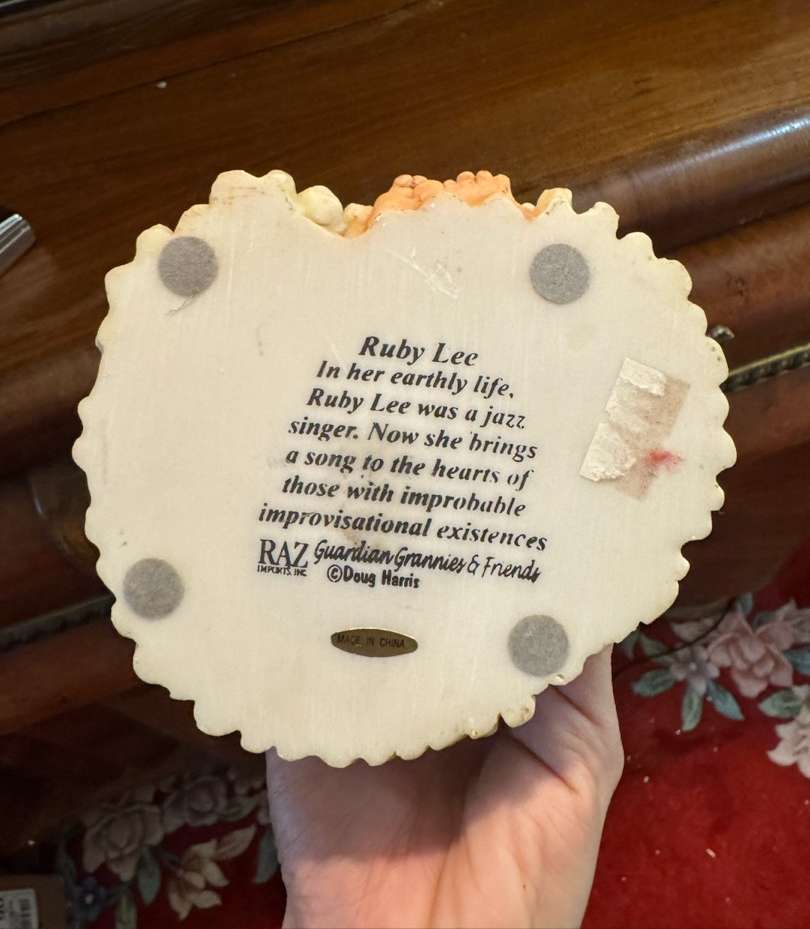 Ruby Lee
In her earthly life,
Ruby Lee was a jazz
singer. Now she brings
a song to the hearts of
those with improbable
improvisational existences
RAZ Guardian Grannies & Friends
IMPORTS, INC. ©Doug Harris
MADE IN CHINA